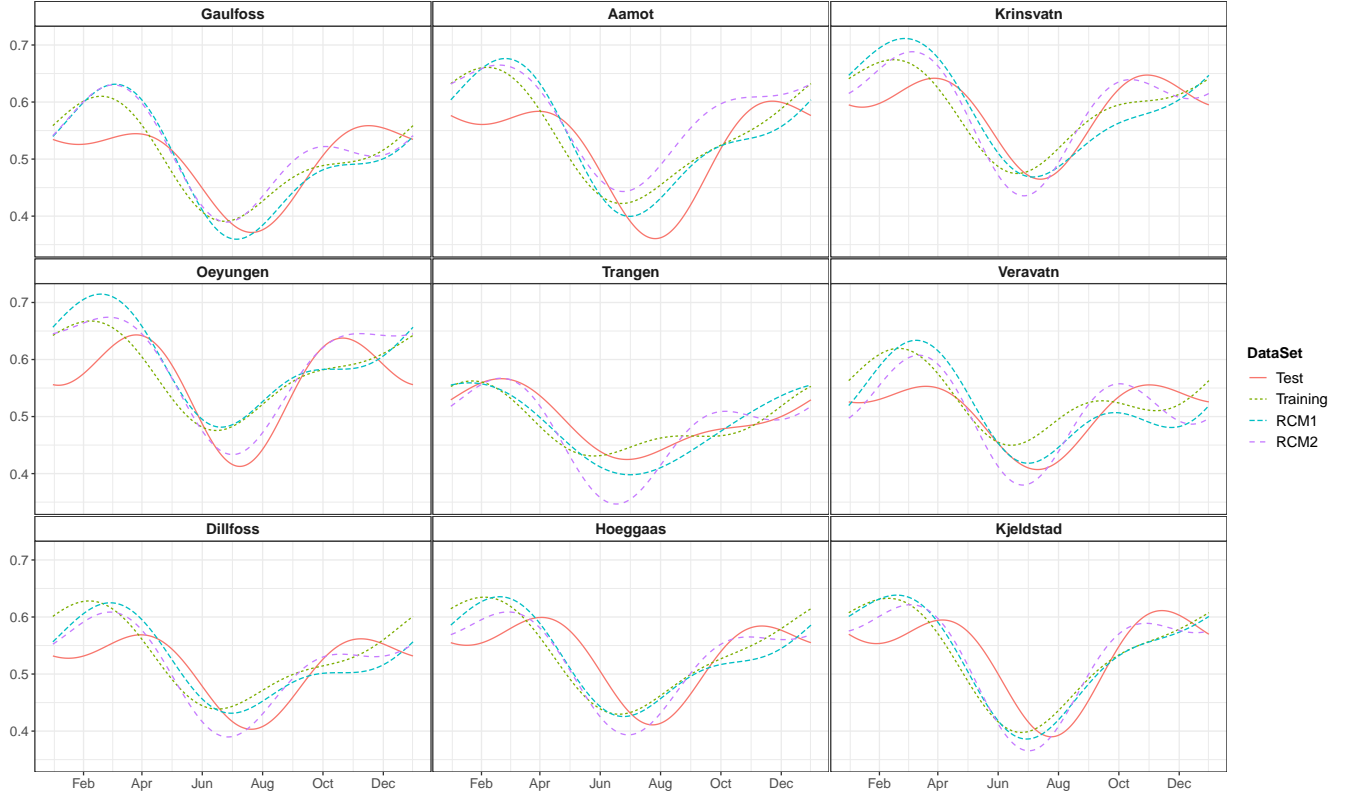 Gaulfoss Aamot Krinsvatn
0.7
0.6
0.5
0.4
Oeyungen Trangen Veravatn
0.7
0.6
0.5
0.4
DataSet
Test
Training
RCM1
RCM2
Dillfoss Hoeggaas Kjeldstad
0.7
0.6
0.5
0.4
Feb Apr Jun Aug Oct Dec Feb Apr Jun Aug Oct Dec Feb Apr Jun Aug Oct Dec